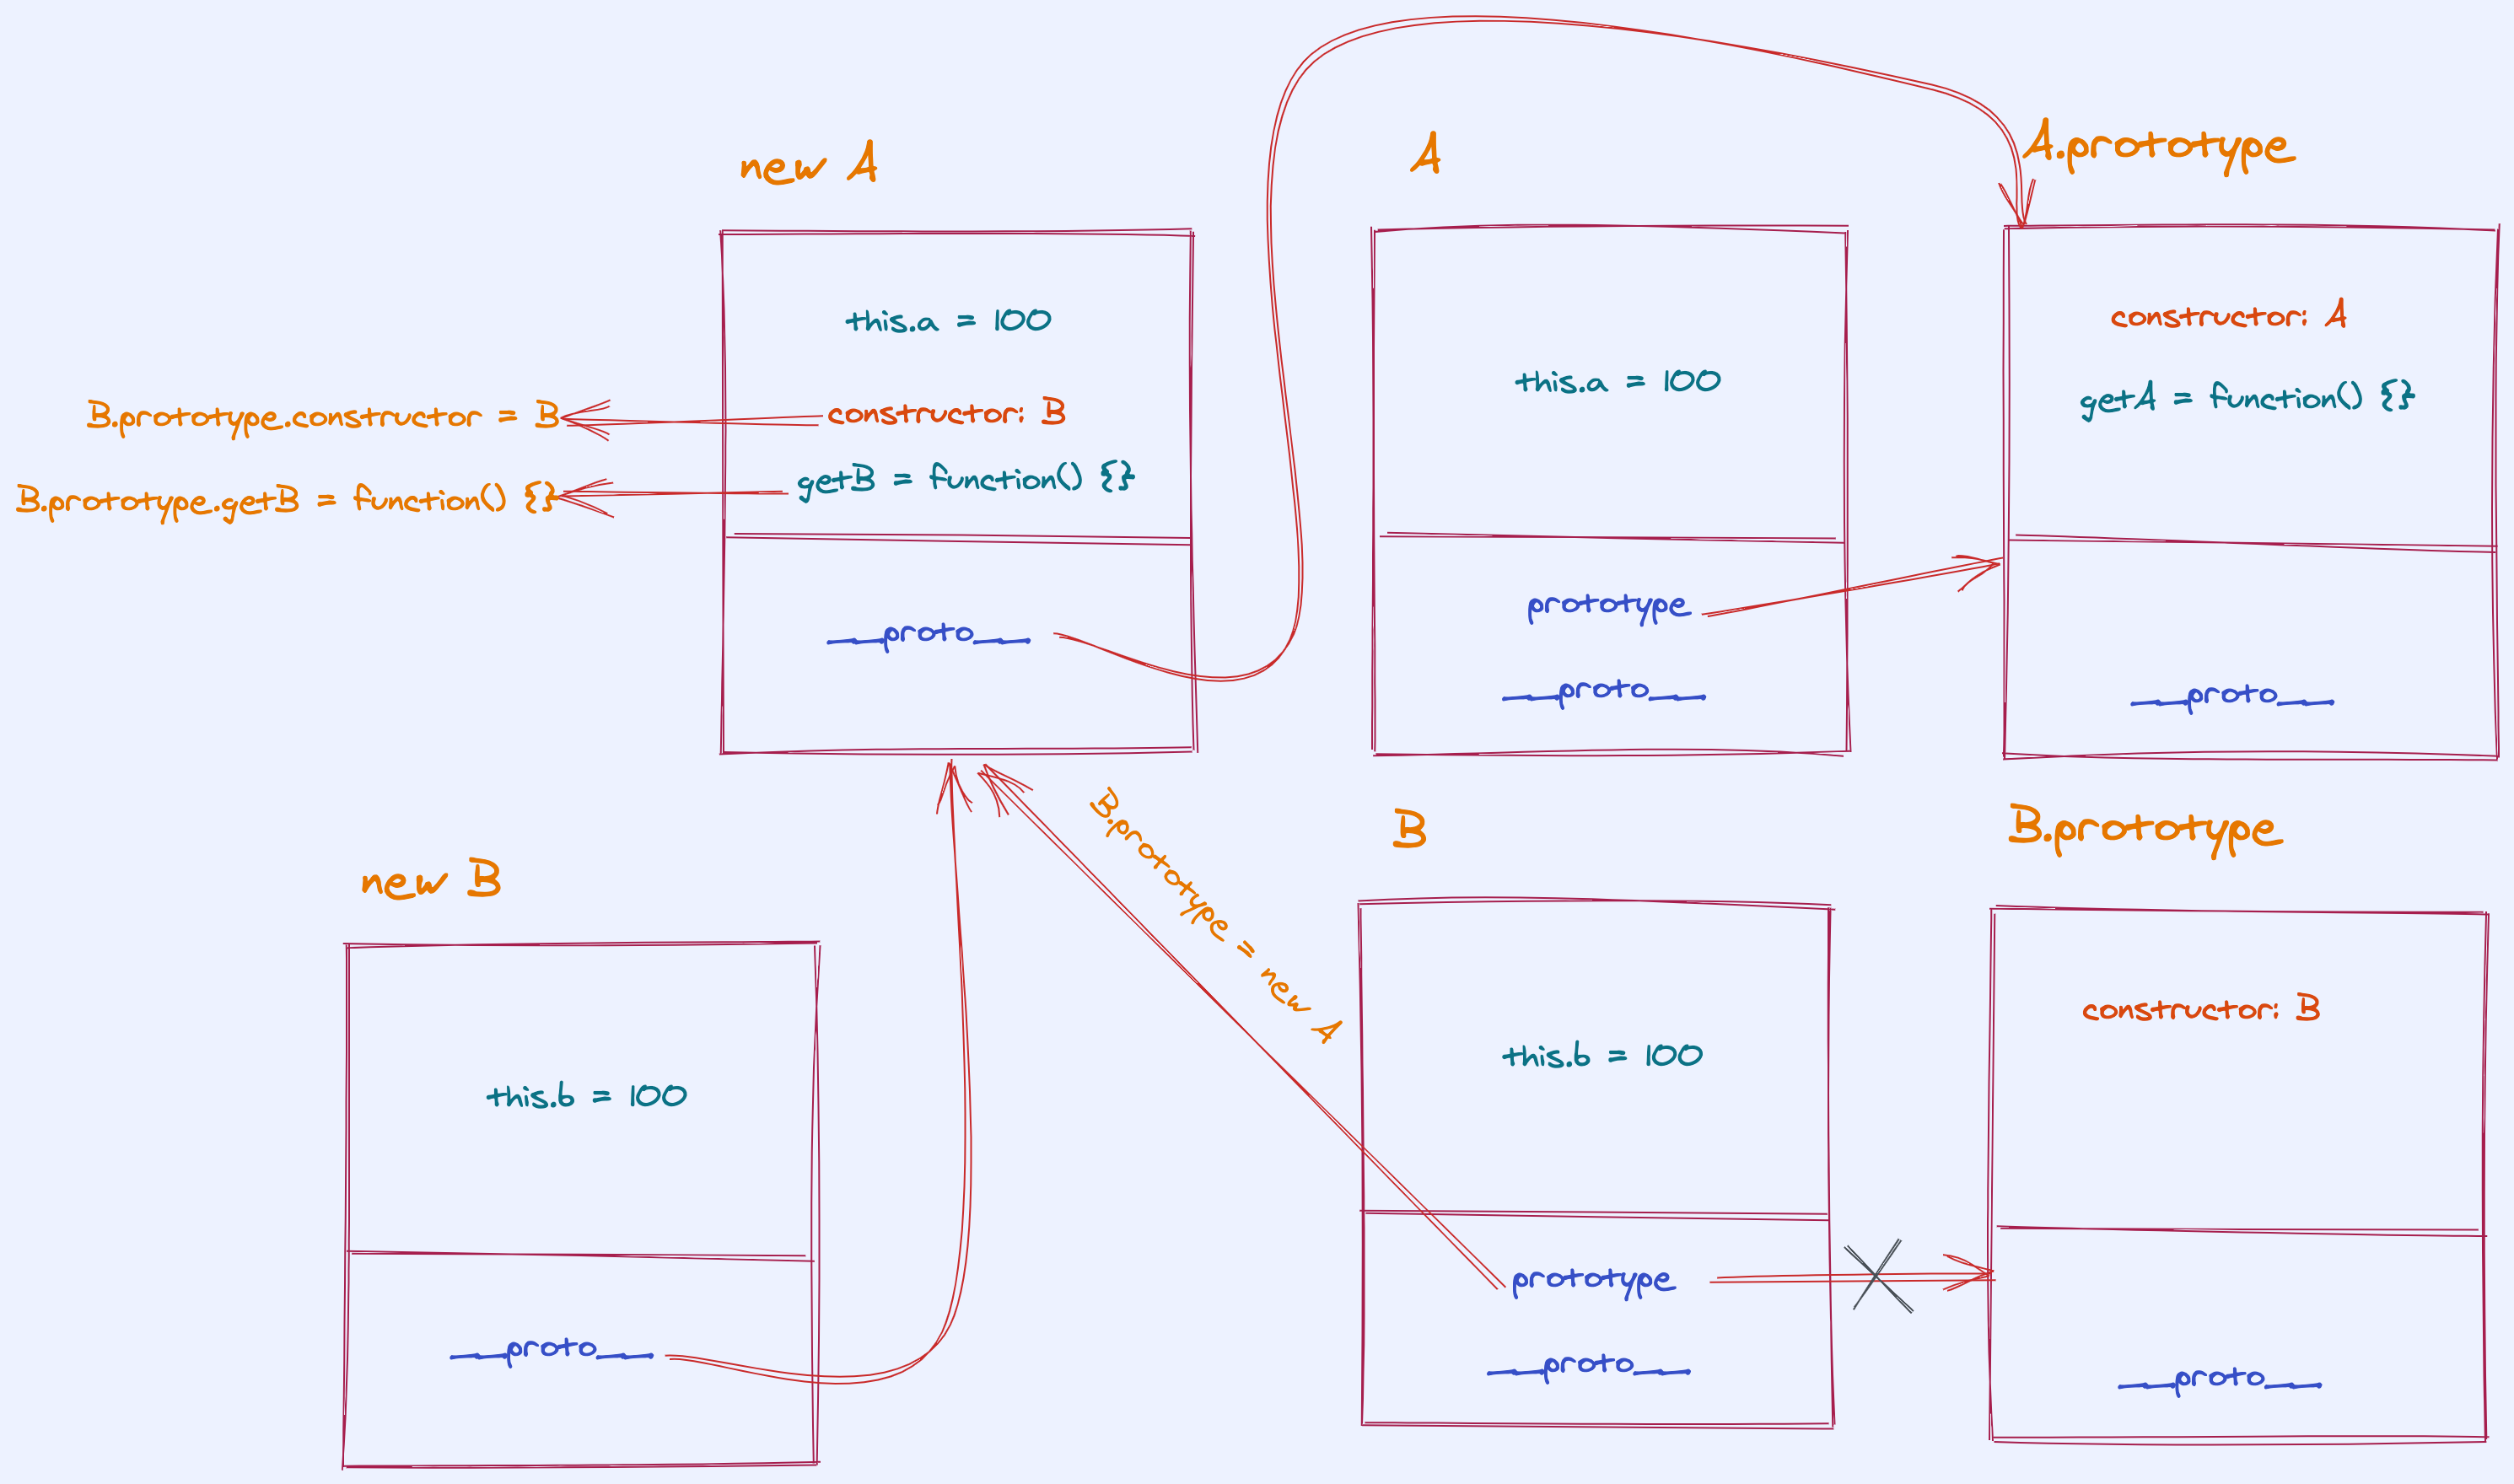 new A
A
A.prototype
this.a = 100
constructor: B
getB = function() {}
__proto__
B.prototype.constructor = B
B.prototype.getB = function() {}
this.a = 100
prototype
__proto__
constructor: A
getA = function() {}
__proto__
B.prototype = new A
new B
B
B.prototype
this.b = 100
__proto__
this.b = 100
prototype
__proto__
constructor: B
__proto__